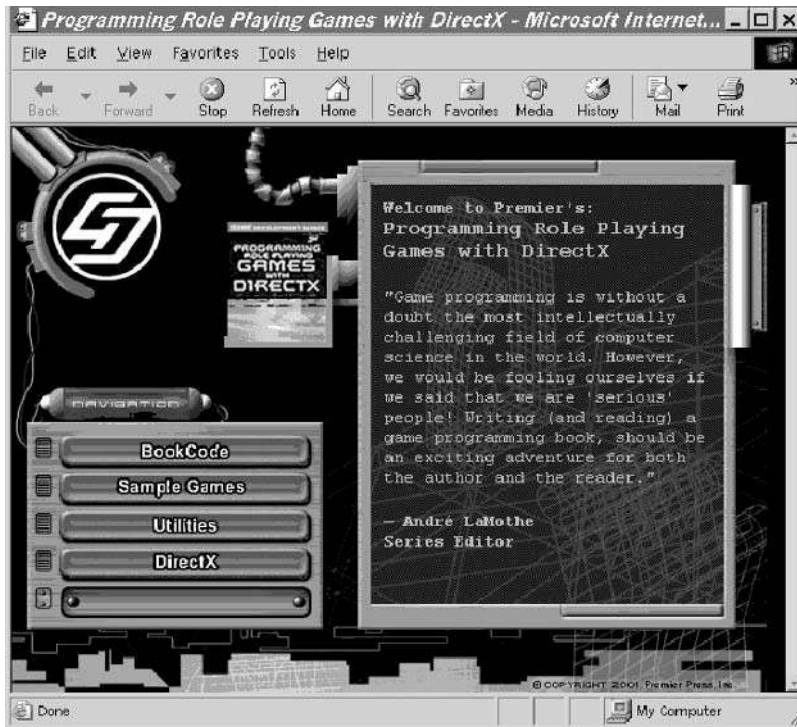 Programming Role Playing Games with DirectX - Microsoft Internet...
File Edit View Favorites Tools Help
Back Forward Stop Refresh Home Search Favorites Media History Mail Print
Welcome to Premier's:
Programming Role Playing
Games with DirectX
GAME DEVELOPMENT SERIES
PROGRAMMING
ROLE PLAYING
GAMES
WITH
DIRECTX
"Game programming is without a
doubt the most intellectually
challenging field of computer
science in the world. However,
we would be fooling ourselves if
we said that we are 'serious'
people! Writing (and reading) a
game programming book, should be
an exciting adventure for both
the author and the reader."
— André LaMothe
Series Editor
NAVIGATION
BookCode
Sample Games
Utilities
DirectX
© COPYRIGHT 2001, Premier Press, Inc.
Done My Computer